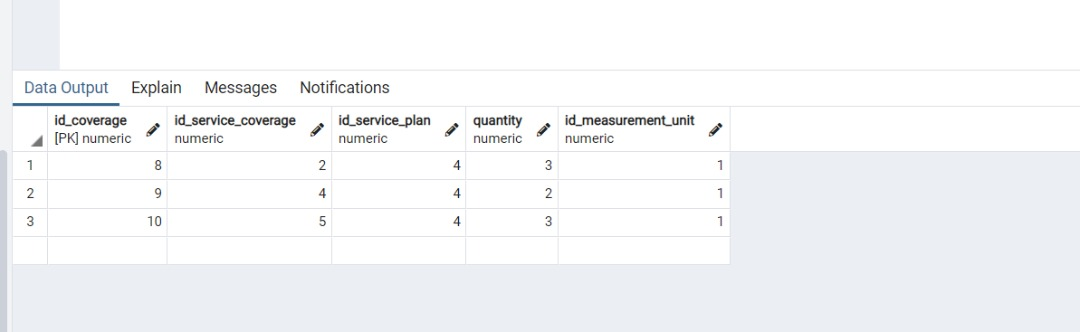 Data Output Explain Messages Notifications
id_coverage id_service_coverage id_service_plan quantity id_measurement_unit
[PK] numeric numeric numeric numeric numeric
1 8 2 4 3 1
2 9 4 4 2 1
3 10 5 4 3 1